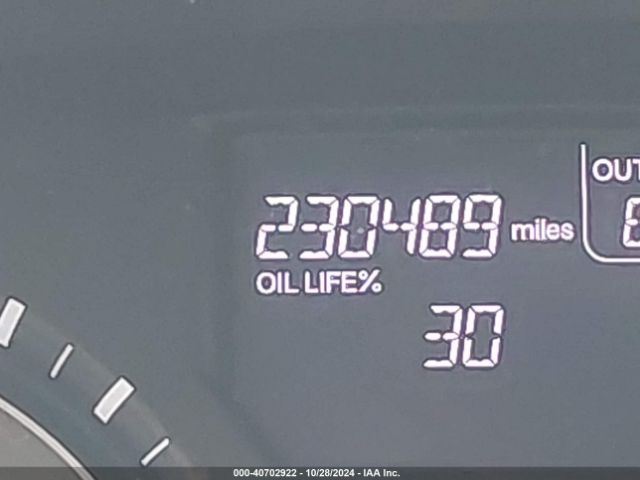 OUT
230489 miles
OIL LIFE%
30
000-40702922 - 10/28/2024 - IAA Inc.